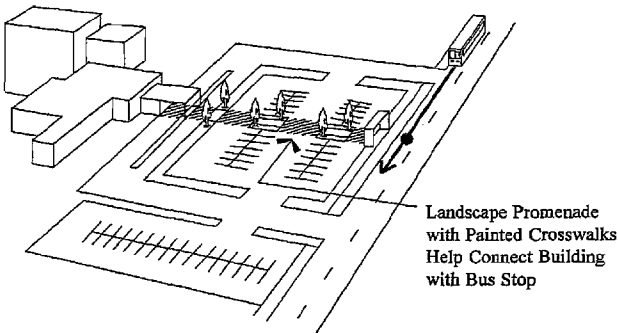 Landscape Promenade
with Painted Crosswalks
Help Connect Building
with Bus Stop